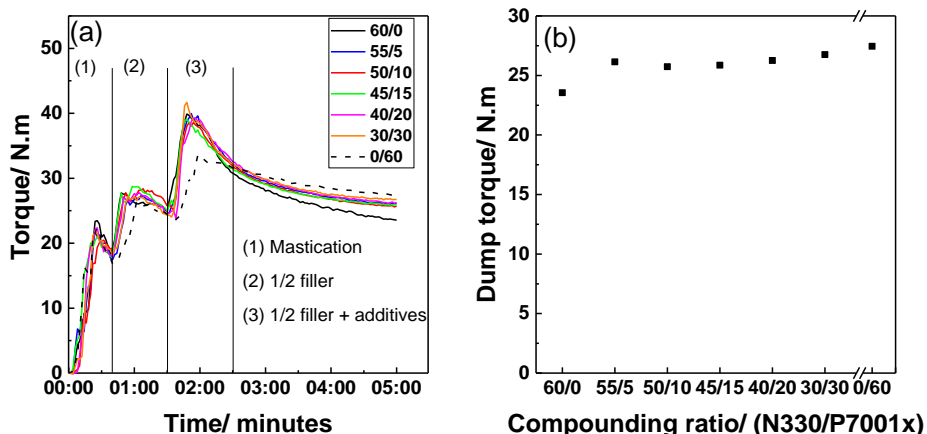 (a)
(1)
(2)
(3)
60/0
55/5
50/10
45/15
40/20
30/30
0/60
50
40
30
20
10
0
Torque/ N.m
(1) Mastication
(2) 1/2 filler
(3) 1/2 filler + additives
00:00 01:00 02:00 03:00 04:00 05:00
Time/ minutes
(b)
30
25
20
15
10
5
0
Dump torque/ N.m
60/0 55/5 50/10 45/15 40/20 30/30 0/60
Compounding ratio/ (N330/P7001x)